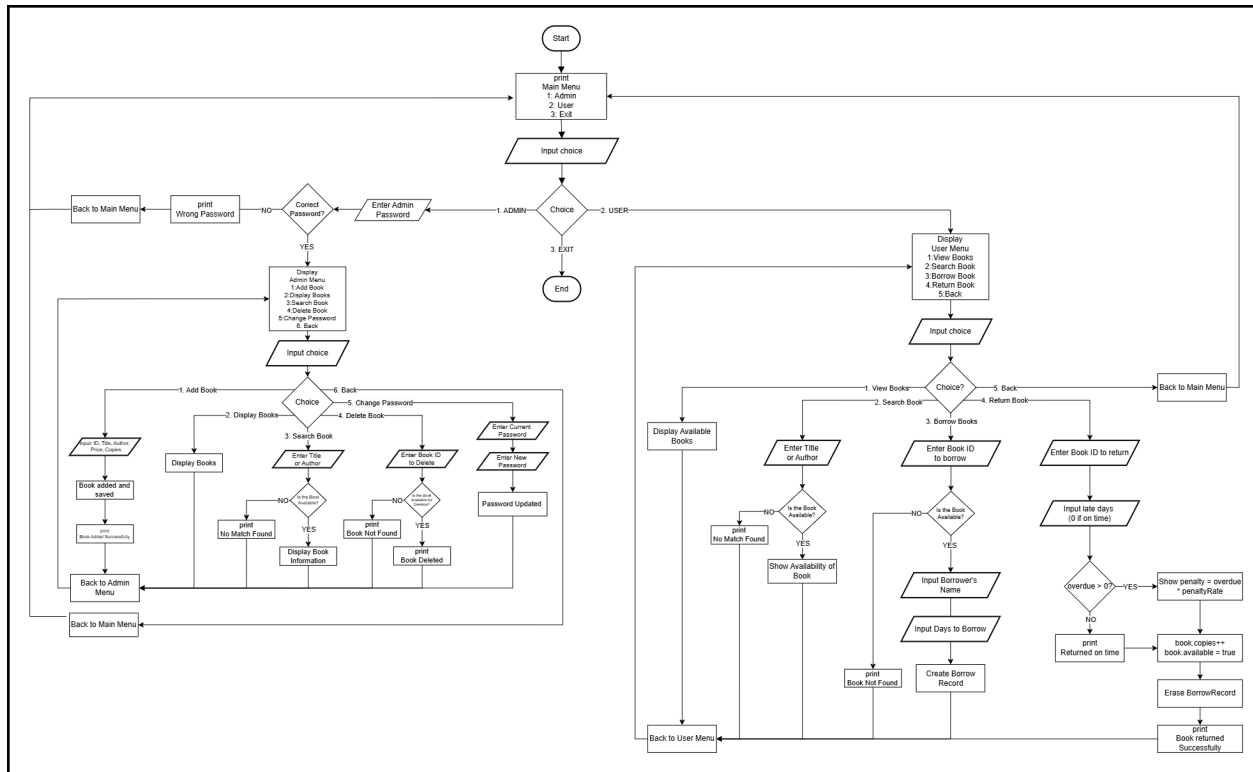 Start
print
Main Menu
1: Admin
2: User
3: Exit
Input choice
Choice
1. ADMIN
2. USER
3. EXIT
End
Enter Admin
Password
Correct
Password?
NO
YES
print
Wrong Password
Back to Main Menu
Display
Admin Menu
1:Add Book
2:Display Books
3:Search Book
4:Delete Book
5:Change Password
6. Back
Input choice
Choice
1. Add Book
2. Display Books
3. Search Book
4. Delete Book
5. Change Password
6. Back
Input: ID, Title, Author,
Price, Copies
Book added and
saved
print
Book Added Successfully
Display Books
Enter Title
or Author
Is the Book
Available?
NO
YES
print
No Match Found
Display Book
Information
Enter Book ID
to Delete
Is the Book
Available for
Deletion?
NO
YES
print
Book Not Found
print
Book Deleted
Enter Current
Password
Enter New
Password
Password Updated
Back to Admin
Menu
Back to Main Menu
Display
User Menu
1:View Books
2:Search Book
3:Borrow Book
4.Return Book
5:Back
Input choice
Choice?
1. View Books
2. Search Book
3. Borrow Books
4. Return Book
5. Back
Back to Main Menu
Display Available
Books
Enter Title
or Author
Is the Book
Available?
NO
YES
print
No Match Found
Show Availability of
Book
Enter Book ID
to borrow
Is the Book
Available?
NO
YES
print
Book Not Found
Input Borrower's
Name
Input Days to Borrow
Create Borrow
Record
Enter Book ID to return
Input late days
(0 if on time)
overdue > 0?
YES
NO
Show penalty = overdue
* penaltyRate
print
Returned on time
book.copies++
book.available = true
Erase BorrowRecord
print
Book returned
Successfully
Back to User Menu